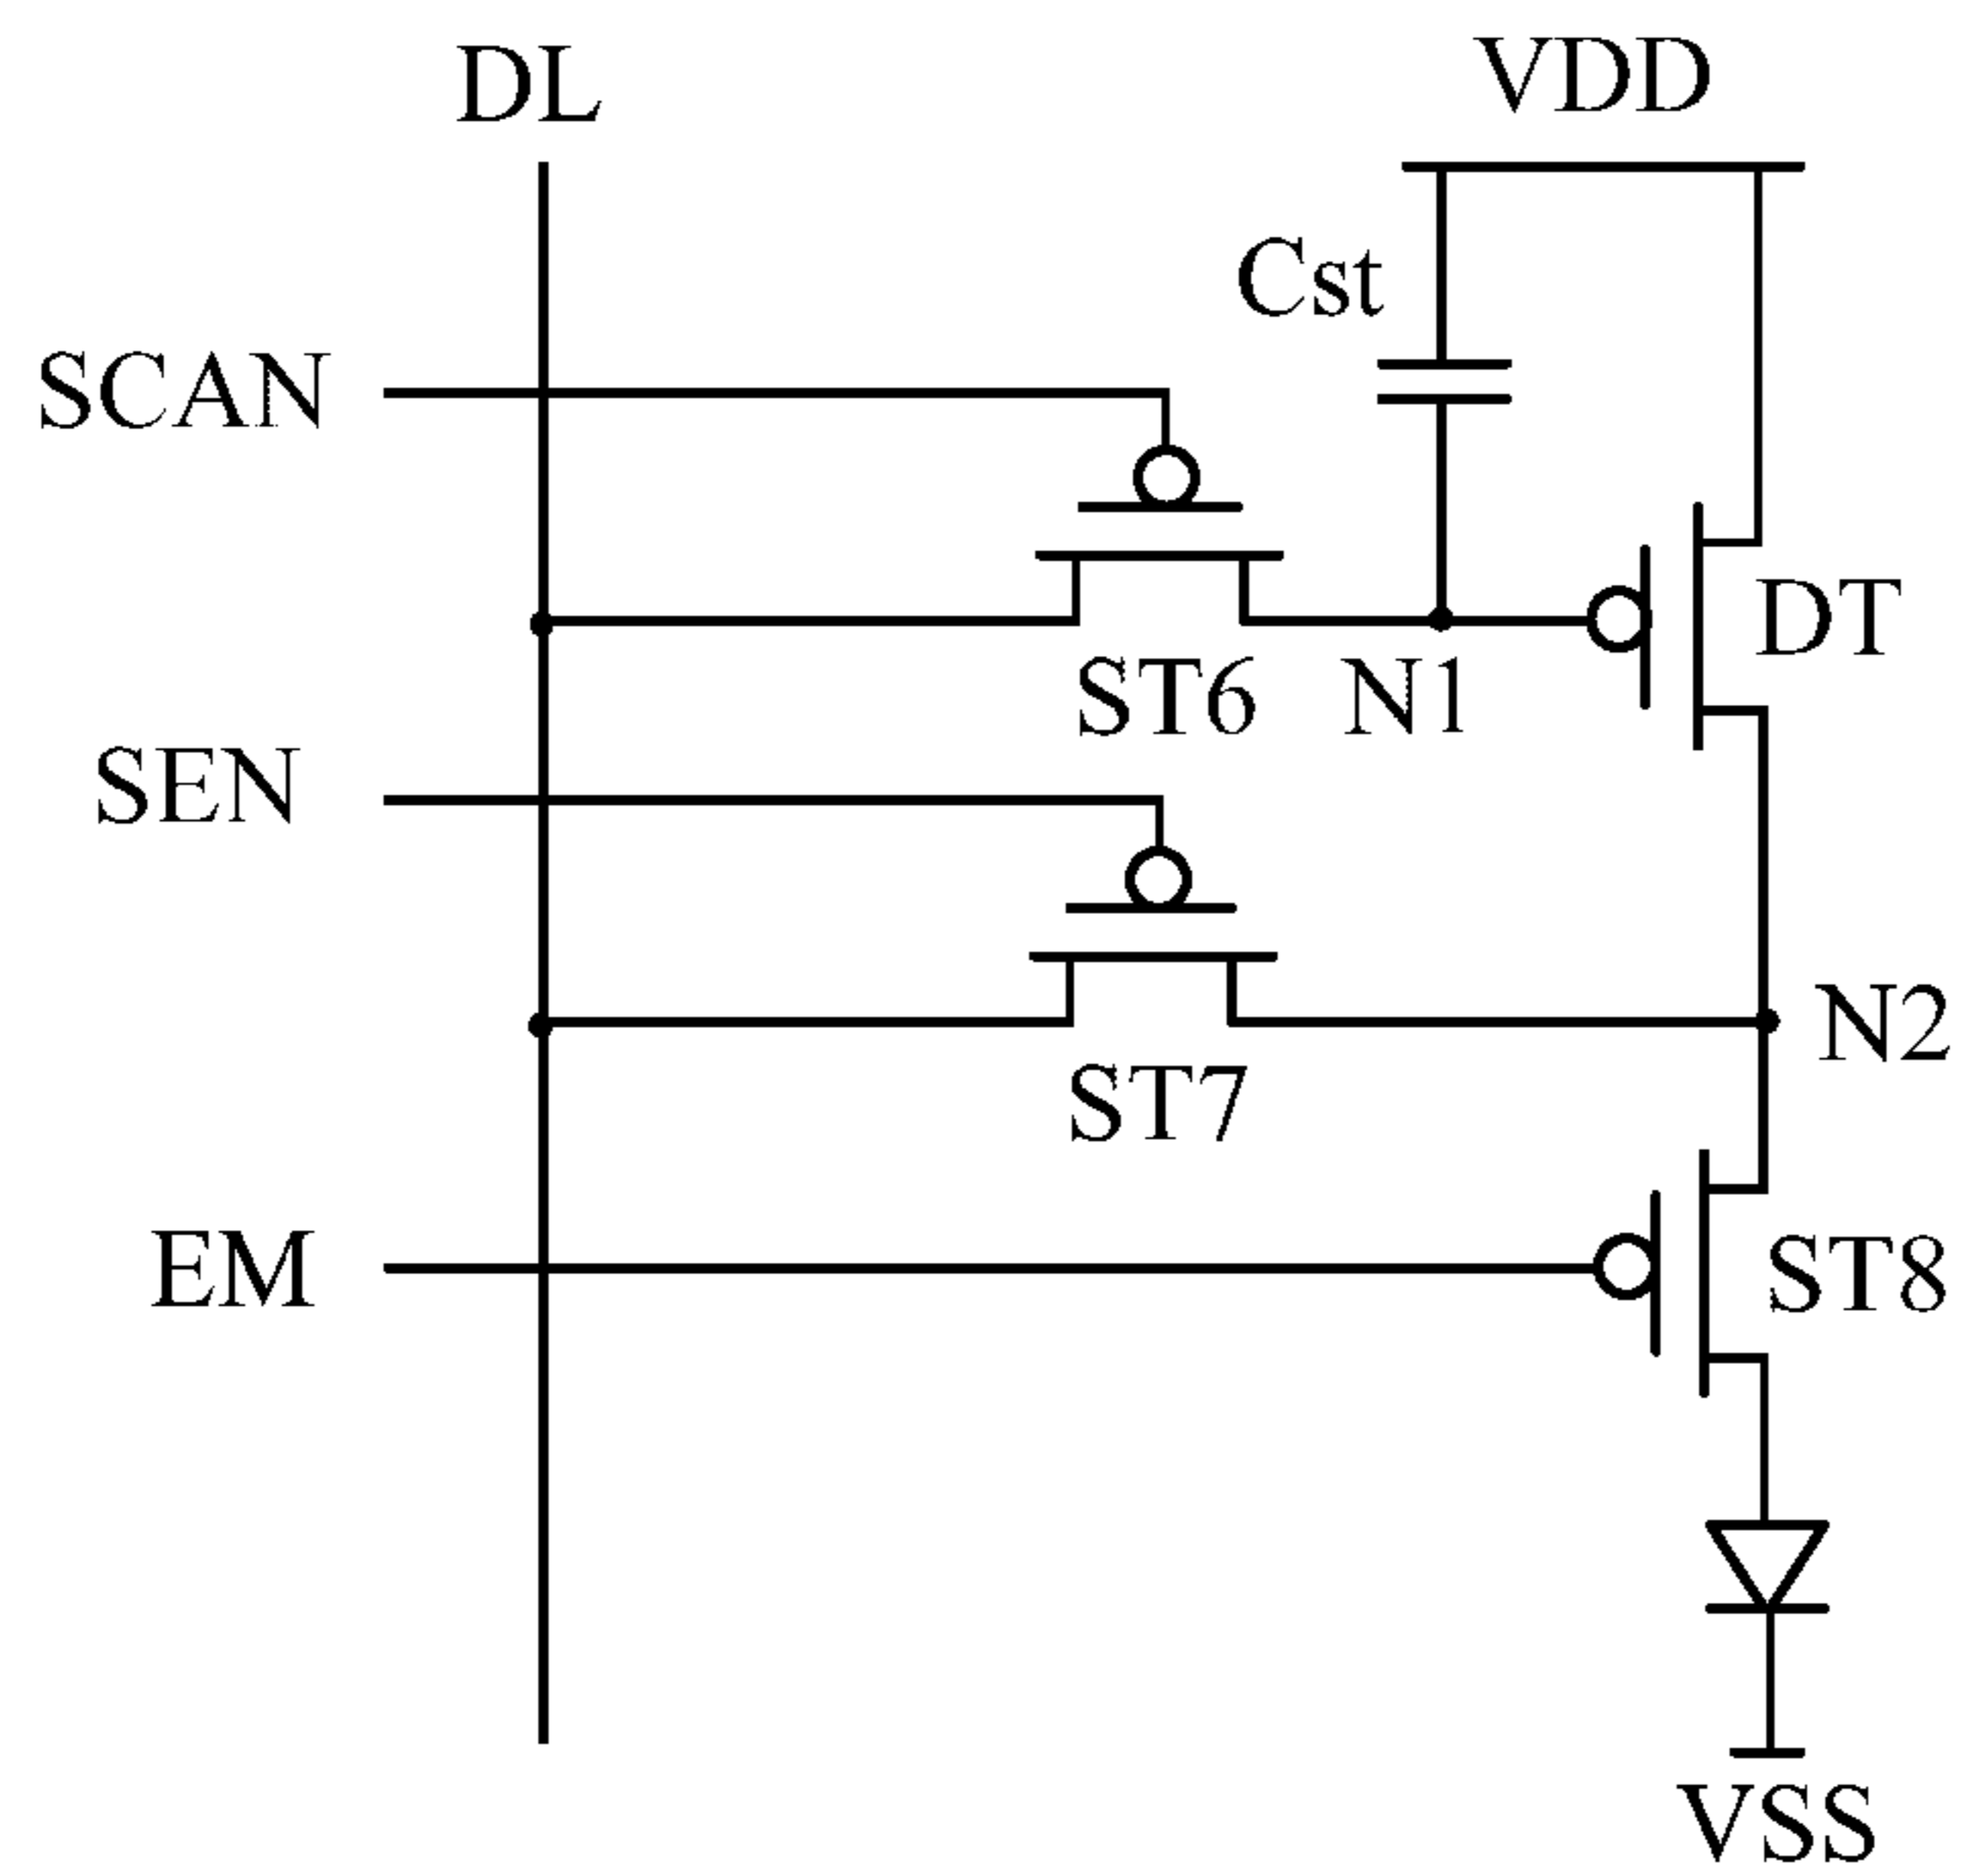 DL
VDD
Cst
SCAN
DT
ST6
N1
SEN
N2
ST7
EM
ST8
VSS